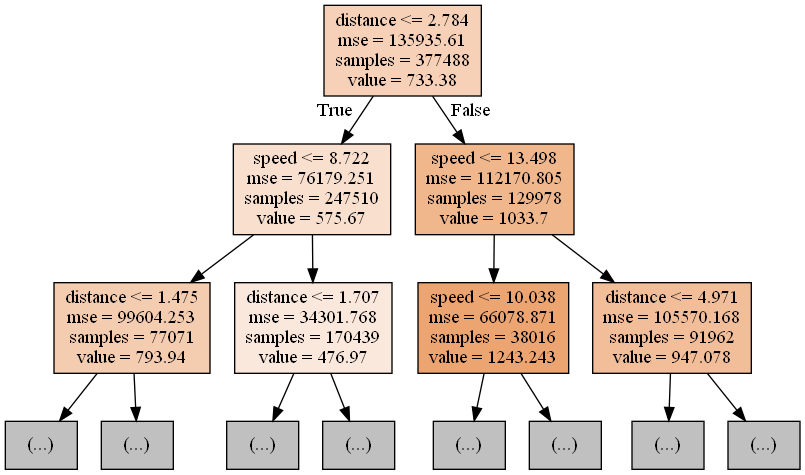 distance <= 2.784
mse = 135935.61
samples = 377488
value = 733.38
True
False
speed <= 8.722
mse = 76179.251
samples = 247510
value = 575.67
speed <= 13.498
mse = 112170.805
samples = 129978
value = 1033.7
distance <= 1.475
mse = 99604.253
samples = 77071
value = 793.94
distance <= 1.707
mse = 34301.768
samples = 170439
value = 476.97
speed <= 10.038
mse = 66078.871
samples = 38016
value = 1243.243
distance <= 4.971
mse = 105570.168
samples = 91962
value = 947.078
(...)
(...)
(...)
(...)
(...)
(...)
(...)
(...)